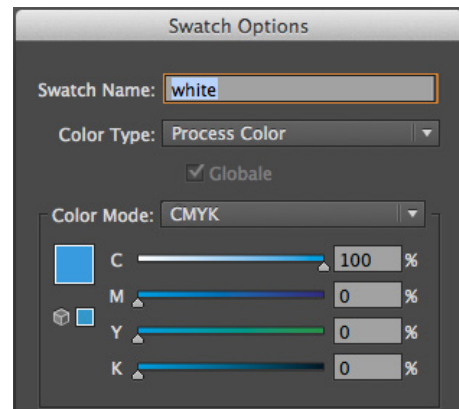 Swatch Options
Swatch Name: white
Color Type: Process Color
Globale
Color Mode: CMYK
C 100 %
M 0 %
Y 0 %
K 0 %